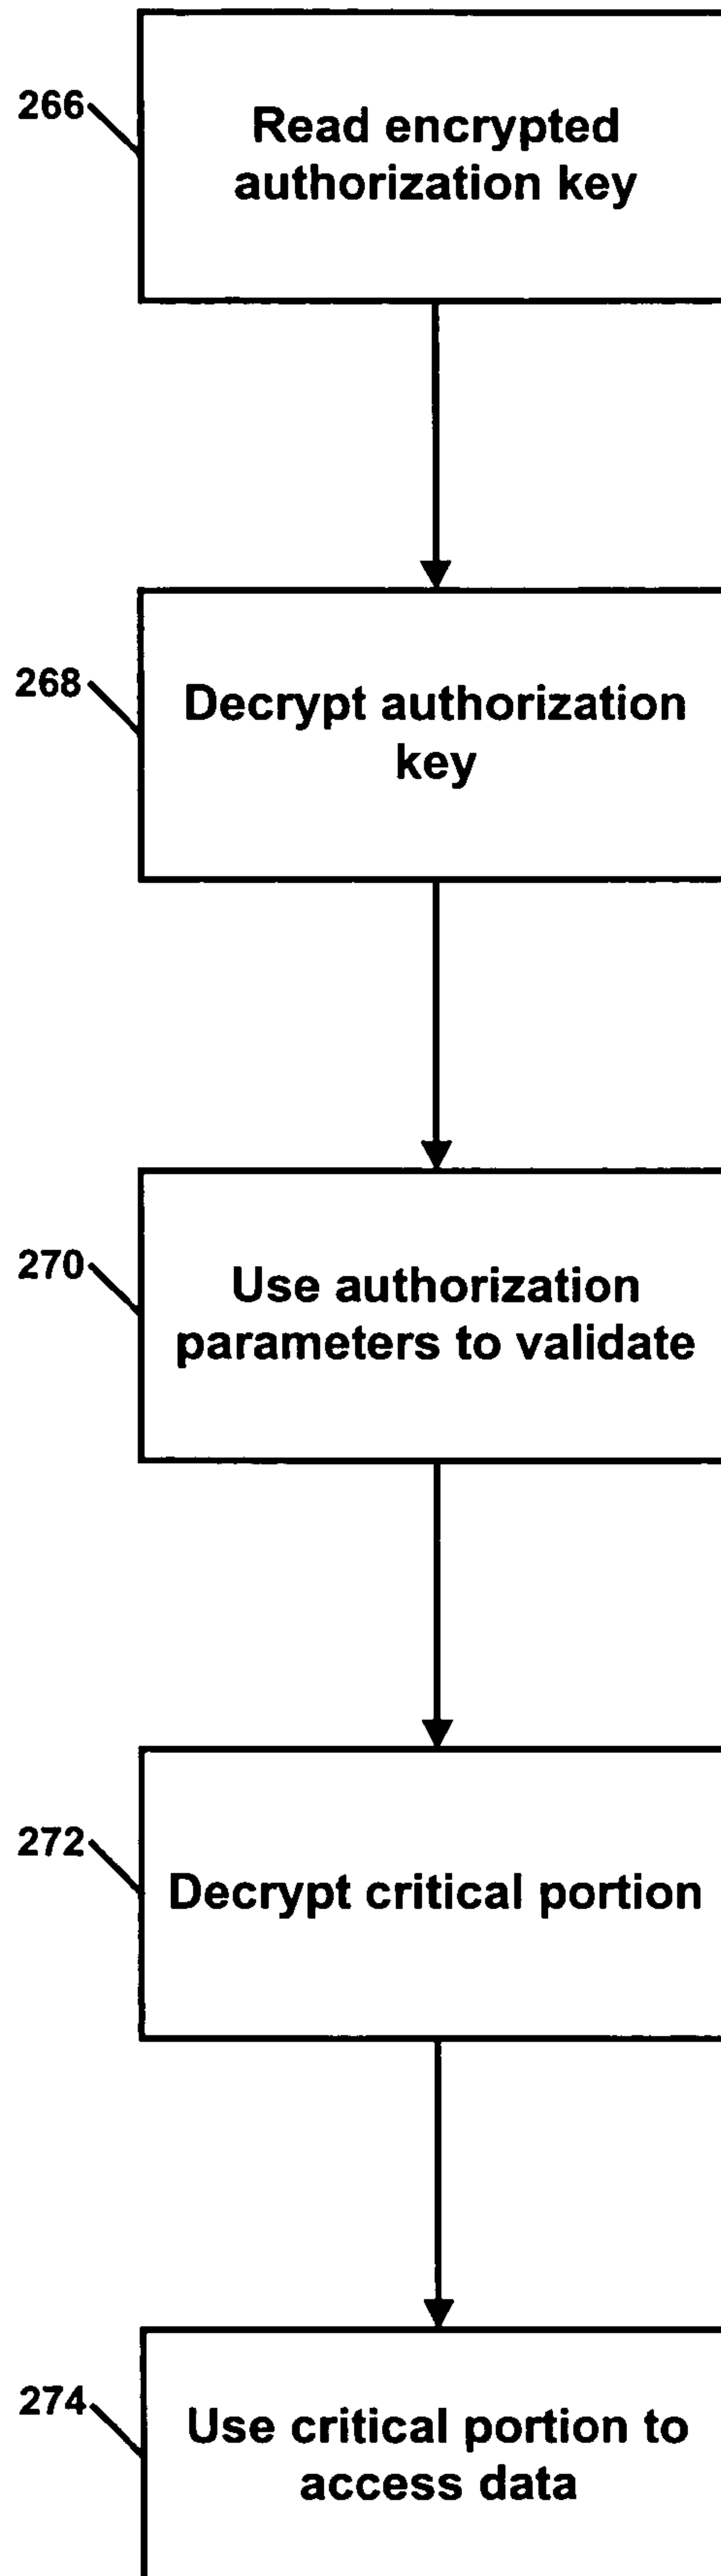 266
Read encrypted
authorization key
268
Decrypt authorization
key
270
Use authorization
parameters to validate
272
Decrypt critical portion
274
Use critical portion to
access data